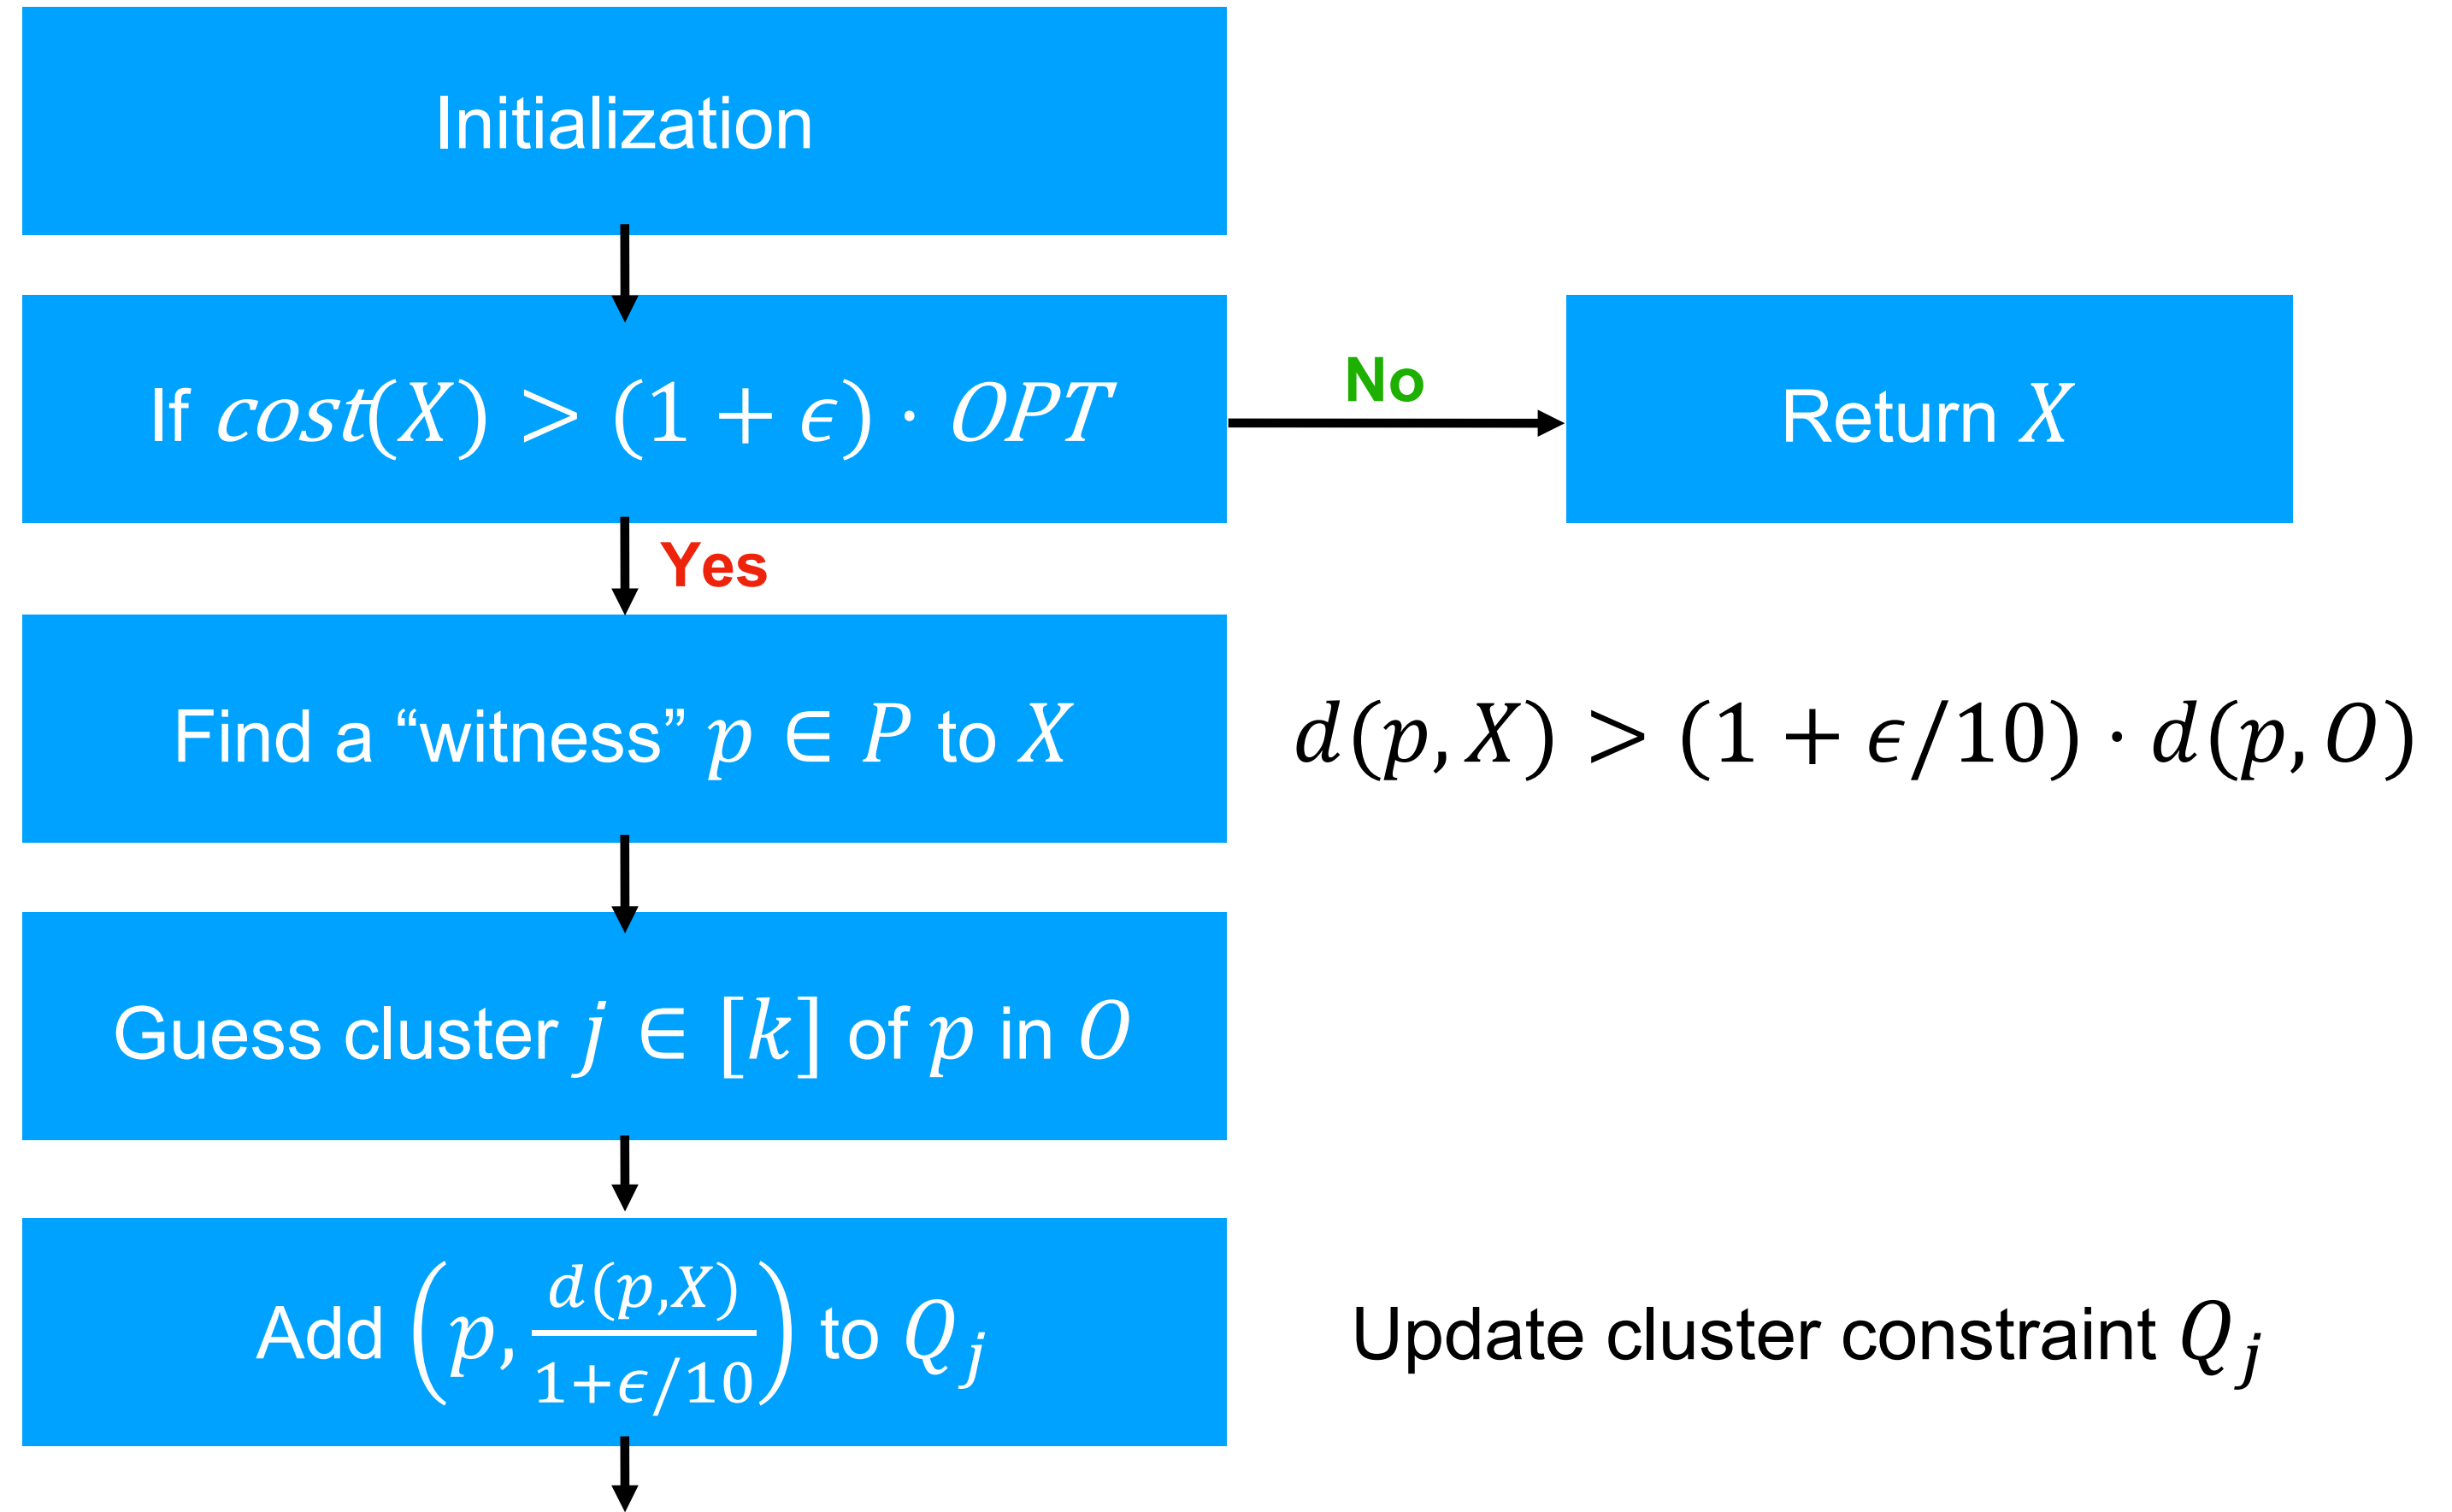 Initialization
If cost(X) > (1 + ϵ) · OPT
No
Return X
Yes
Find a “witness” p ∈ P to X
d(p, X) > (1 + ϵ/10) · d(p, O)
Guess cluster j ∈ [k] of p in O
Add (p, d(p,X) / 1+ϵ/10) to Q_j
Update cluster constraint Q_j